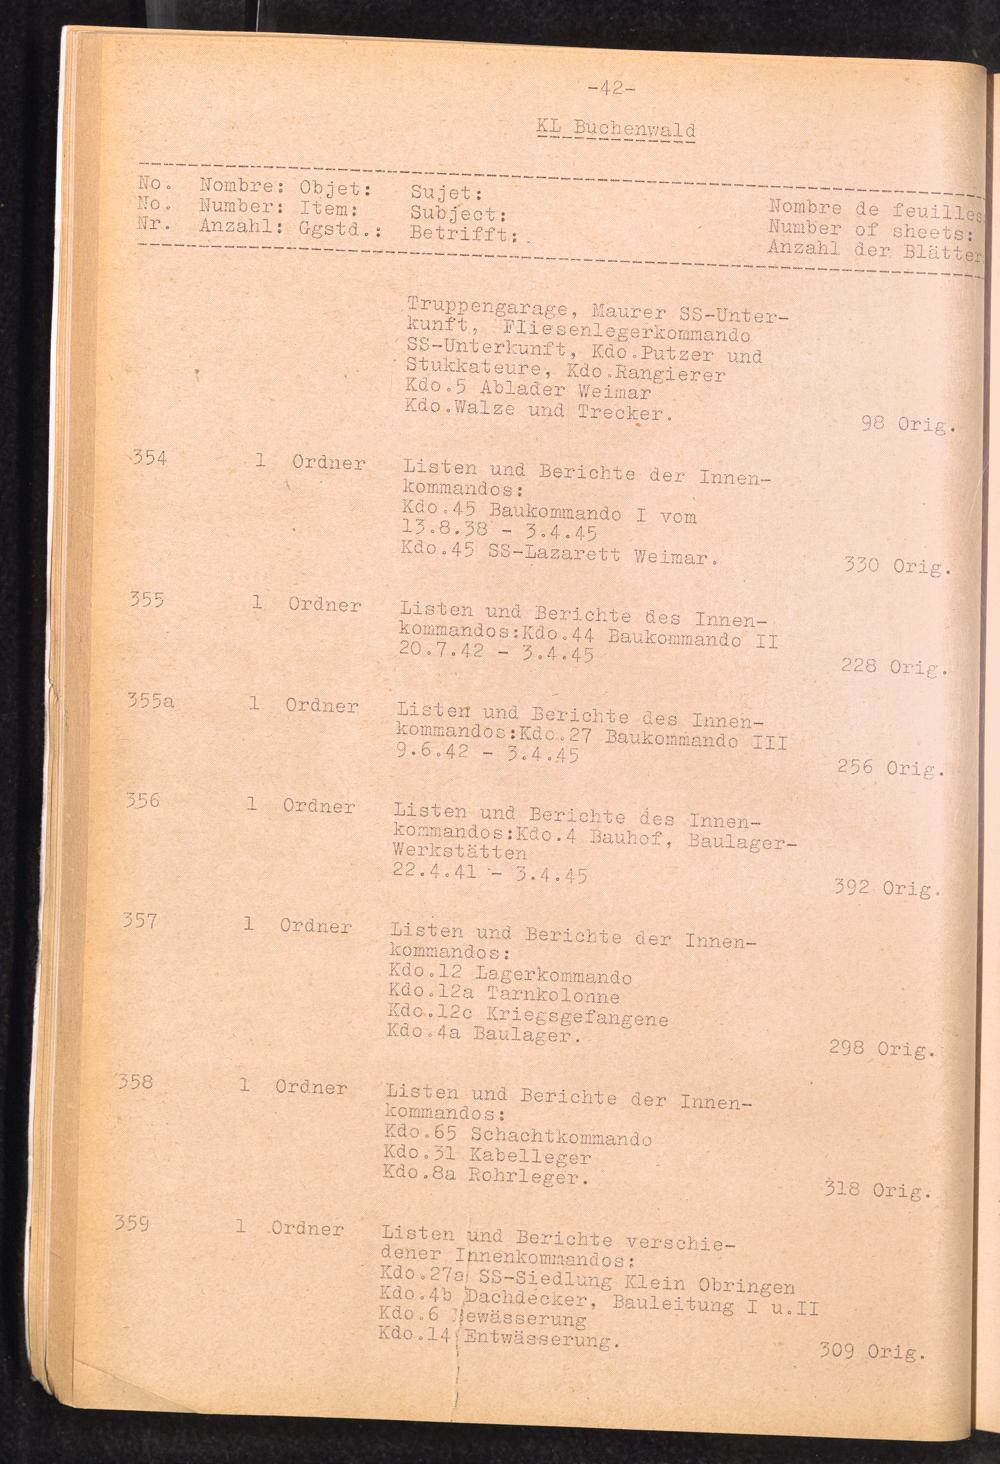 -42-
KL Buchenwald
No. Nombre: Objet: Sujet: Nombre de feuilles
No. Number: Item: Subject: Number of sheets:
Nr. Anzahl: Ggstd.: Betrifft: Anzahl der Blätter
Truppengarage, Maurer SS-Unter-
kunft, Fliesenlegerkommando
SS-Unterkunft, Kdo.Putzer und
Stukkateure, Kdo.Rangierer
Kdo.5 Ablader Weimar
Kdo.Walze und Trecker. 98 Orig.
354 1 Ordner Listen und Berichte der Innen-
kommandos:
Kdo.45 Baukommando I vom
13.8.38 - 3.4.45
Kdo.45 SS-Lazarett Weimar. 330 Orig.
355 1 Ordner Listen und Berichte des Innen-
kommandos:Kdo.44 Baukommando II
20.7.42 - 3.4.45 228 Orig.
355a 1 Ordner Listen und Berichte des Innen-
kommandos:Kdo.27 Baukommando III
9.6.42 - 3.4.45 256 Orig.
356 1 Ordner Listen und Berichte des Innen-
kommandos:Kdo.4 Bauhof, Baulager-
Werkstätten
22.4.41 - 3.4.45 392 Orig.
357 1 Ordner Listen und Berichte der Innen-
kommandos:
Kdo.12 Lagerkommando
Kdo.12a Tarnkolonne
Kdo.12c Kriegsgefangene
Kdo.4a Baulager. 298 Orig.
358 1 Ordner Listen und Berichte der Innen-
kommandos:
Kdo.65 Schachtkommando
Kdo.31 Kabelleger
Kdo.8a Rohrleger. 318 Orig.
359 1 Ordner Listen und Berichte verschie-
dener Innenkommandos:
Kdo.27a SS-Siedlung Klein Obringen
Kdo.4b Dachdecker, Bauleitung I u.II
Kdo.6 Bewässerung
Kdo.14 Entwässerung. 309 Orig.